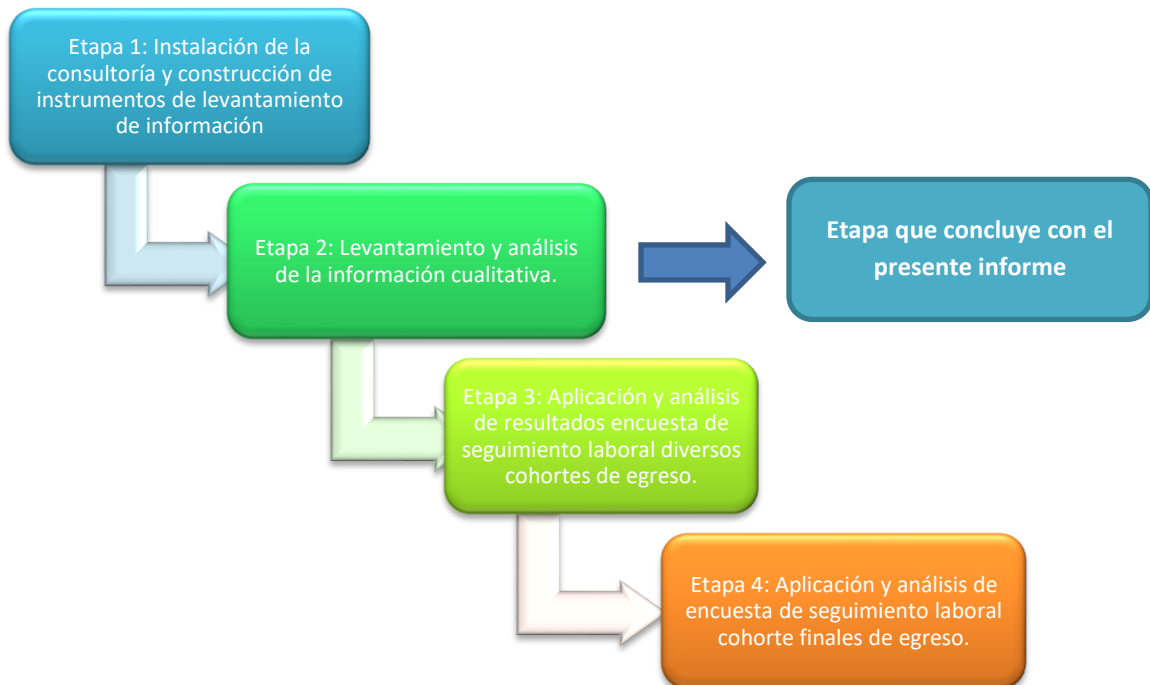 Etapa 1: Instalación de la
consultoría y construcción de
instrumentos de levantamiento
de información
Etapa 2: Levantamiento y análisis
de la información cualitativa.
Etapa que concluye con el
presente informe
Etapa 3: Aplicación y análisis
de resultados encuesta de
seguimiento laboral diversos
cohortes de egreso.
Etapa 4: Aplicación y análisis de
encuesta de seguimiento laboral
cohorte finales de egreso.